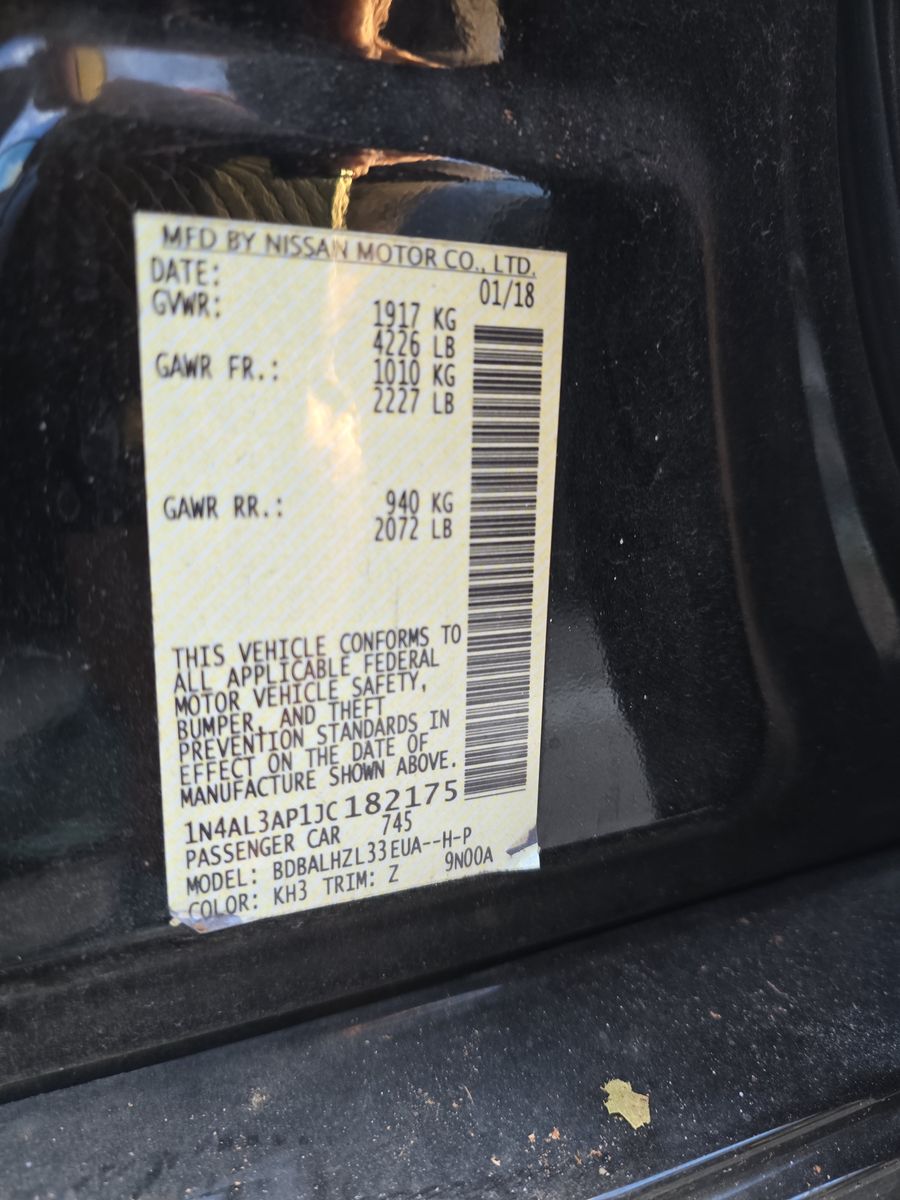 MFD BY NISSAN MOTOR CO., LTD.
DATE: 01/18
GVWR: 1917 KG
4226 LB
GAWR FR.: 1010 KG
2227 LB
GAWR RR.: 940 KG
2072 LB
THIS VEHICLE CONFORMS TO
ALL APPLICABLE FEDERAL
MOTOR VEHICLE SAFETY,
BUMPER, AND THEFT
PREVENTION STANDARDS IN
EFFECT ON THE DATE OF
MANUFACTURE SHOWN ABOVE.
1N4AL3AP1JC182175
PASSENGER CAR 745
MODEL: BDBALHZL33EUA--H-P
COLOR: KH3 TRIM: Z 9N00A